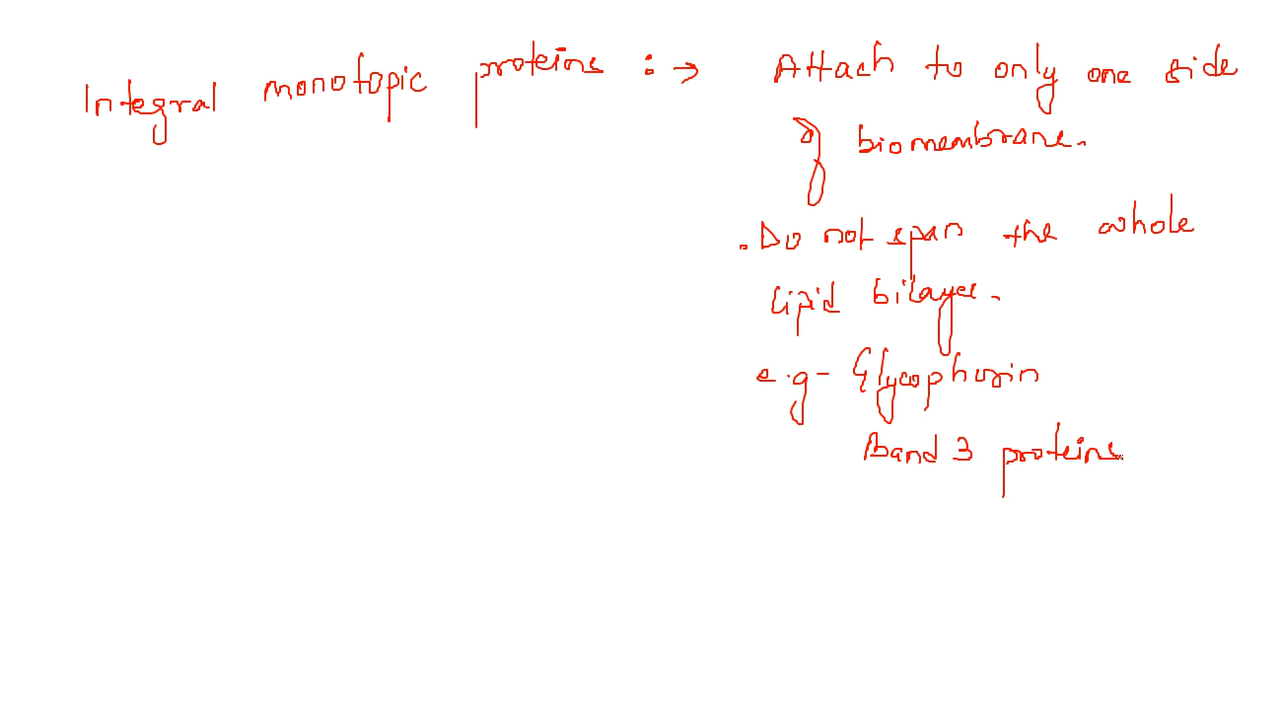 Integral monotopic proteins :→ Attach to only one side
of biomembrane.
. Do not span the whole
lipid bilayer.
e.g- Glycophorin
Band 3 proteins